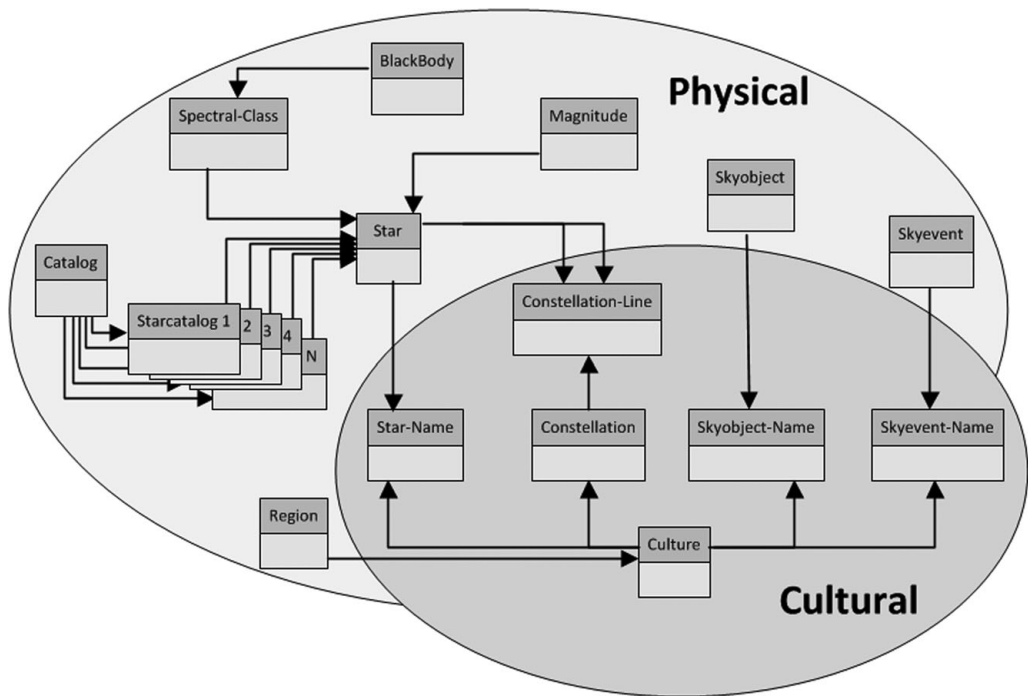 BlackBody
Physical
Spectral-Class
Magnitude
Skyobject
Star
Skyevent
Catalog
Constellation-Line
Starcatalog 1
2
3
4
N
Star-Name
Constellation
Skyobject-Name
Skyevent-Name
Region
Culture
Cultural